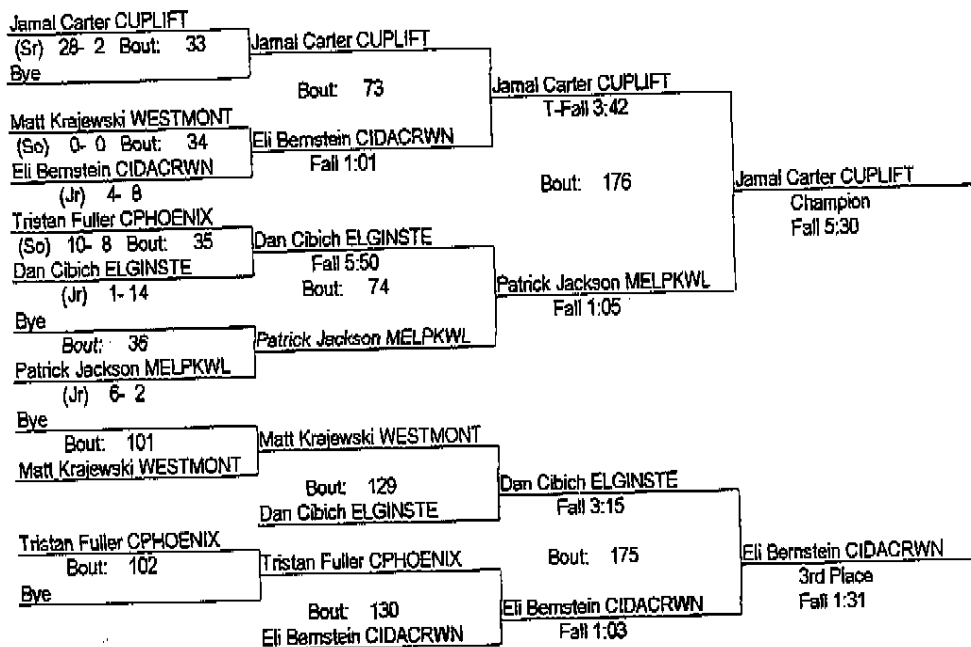 Jamal Carter CUPLIFT
(Sr) 28- 2 Bout: 33
Bye
Jamal Carter CUPLIFT
Bout: 73
Matt Krajewski WESTMONT
(So) 0- 0 Bout: 34
Eli Bernstein CIDACRWN
(Jr) 4- 8
Eli Bernstein CIDACRWN
Fall 1:01
Jamal Carter CUPLIFT
T-Fall 3:42
Bout: 176
Tristan Fuller CPHOENIX
(So) 10- 8 Bout: 35
Dan Cibich ELGINSTE
(Jr) 1- 14
Dan Cibich ELGINSTE
Fall 5:50
Bout: 74
Bye
Bout: 36
Patrick Jackson MELPKWL
(Jr) 6- 2
Patrick Jackson MELPKWL
Patrick Jackson MELPKWL
Fall 1:05
Jamal Carter CUPLIFT
Champion
Fall 5:30
Bye
Bout: 101
Matt Krajewski WESTMONT
Matt Krajewski WESTMONT
Bout: 129
Dan Cibich ELGINSTE
Dan Cibich ELGINSTE
Fall 3:15
Bout: 175
Tristan Fuller CPHOENIX
Bout: 102
Bye
Tristan Fuller CPHOENIX
Bout: 130
Eli Bernstein CIDACRWN
Eli Bernstein CIDACRWN
Fall 1:03
Eli Bernstein CIDACRWN
3rd Place
Fall 1:31